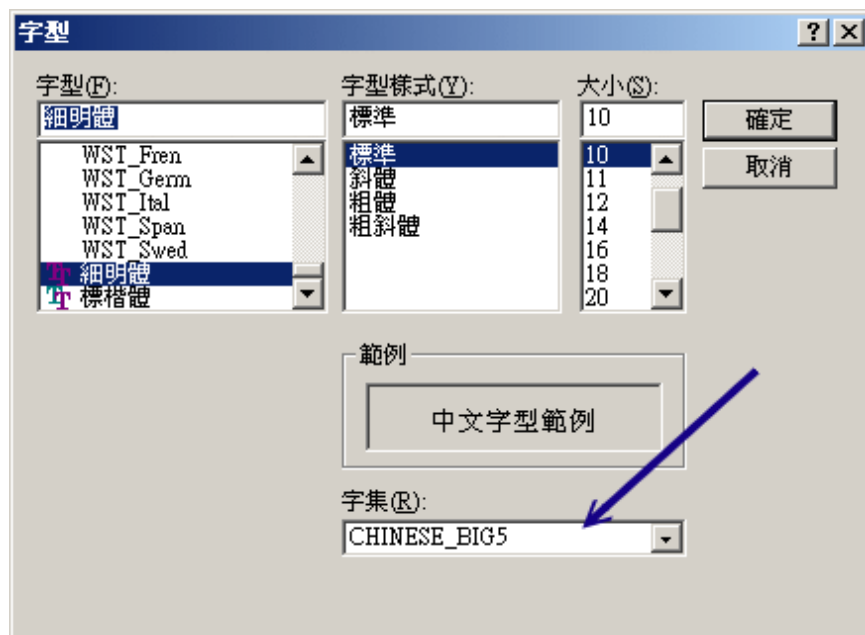 字型
字型(F):
細明體
WST_Fren
WST_Germ
WST_Ital
WST_Span
WST_Swed
細明體
標楷體
字型樣式(Y):
標準
標準
斜體
粗體
粗斜體
大小(S):
10
10
11
12
14
16
18
20
確定
取消
範例
中文字型範例
字集(R):
CHINESE_BIG5